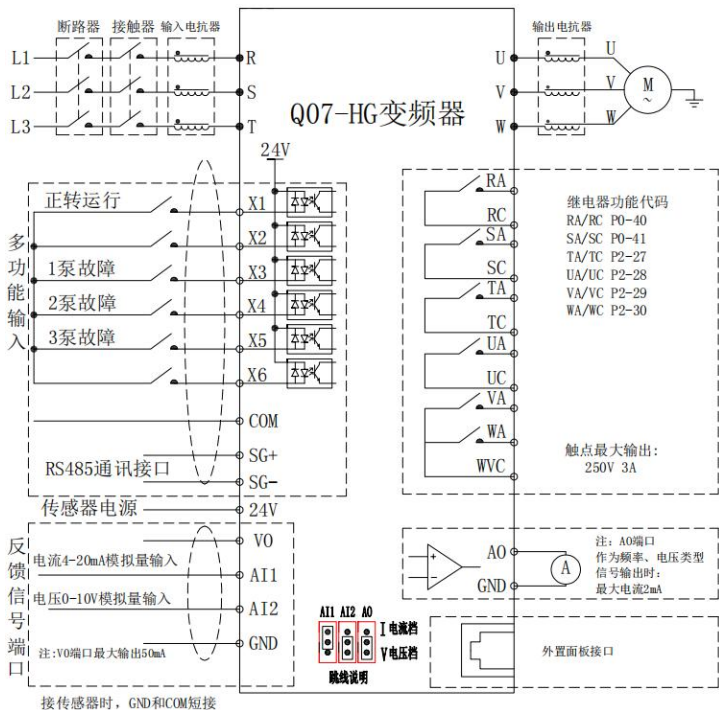 断路器 接触器 输入电抗器 输出电抗器
L1 R U U
L2 S V V M ~
L3 T W W
Q07-HG变频器
24V
多功能输入
正转运行 X1
X2
1泵故障 X3
2泵故障 X4
3泵故障 X5
X6
COM
SG+
RS485通讯接口
SG-
传感器电源 24V
反馈信号端口
VO
电流4-20mA模拟量输入 AI1
电压0-10V模拟量输入 AI2
GND
注:VO端口最大输出50mA
接传感器时，GND和COM短接
AI1 AI2 AO
I 电流档
V 电压档
跳线说明
RA
RC
SA
SC
TA
TC
UA
UC
VA
WA
WVC
继电器功能代码
RA/RC P0-40
SA/SC P0-41
TA/TC P2-27
UA/UC P2-28
VA/VC P2-29
WA/WC P2-30
触点最大输出:
250V 3A
AO
GND
A
注: AO端口
作为频率、电压类型
信号输出时:
最大电流2mA
外置面板接口